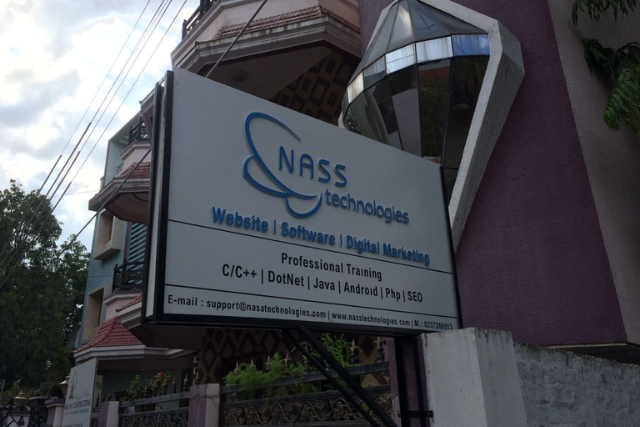 NASS
technologies
Website | Software | Digital Marketing
Professional Training
C/C++ | DotNet | Java | Android | Php | SEO
E-mail : support@nasstechnologies.com | www.nasstechnologies.com | M.: